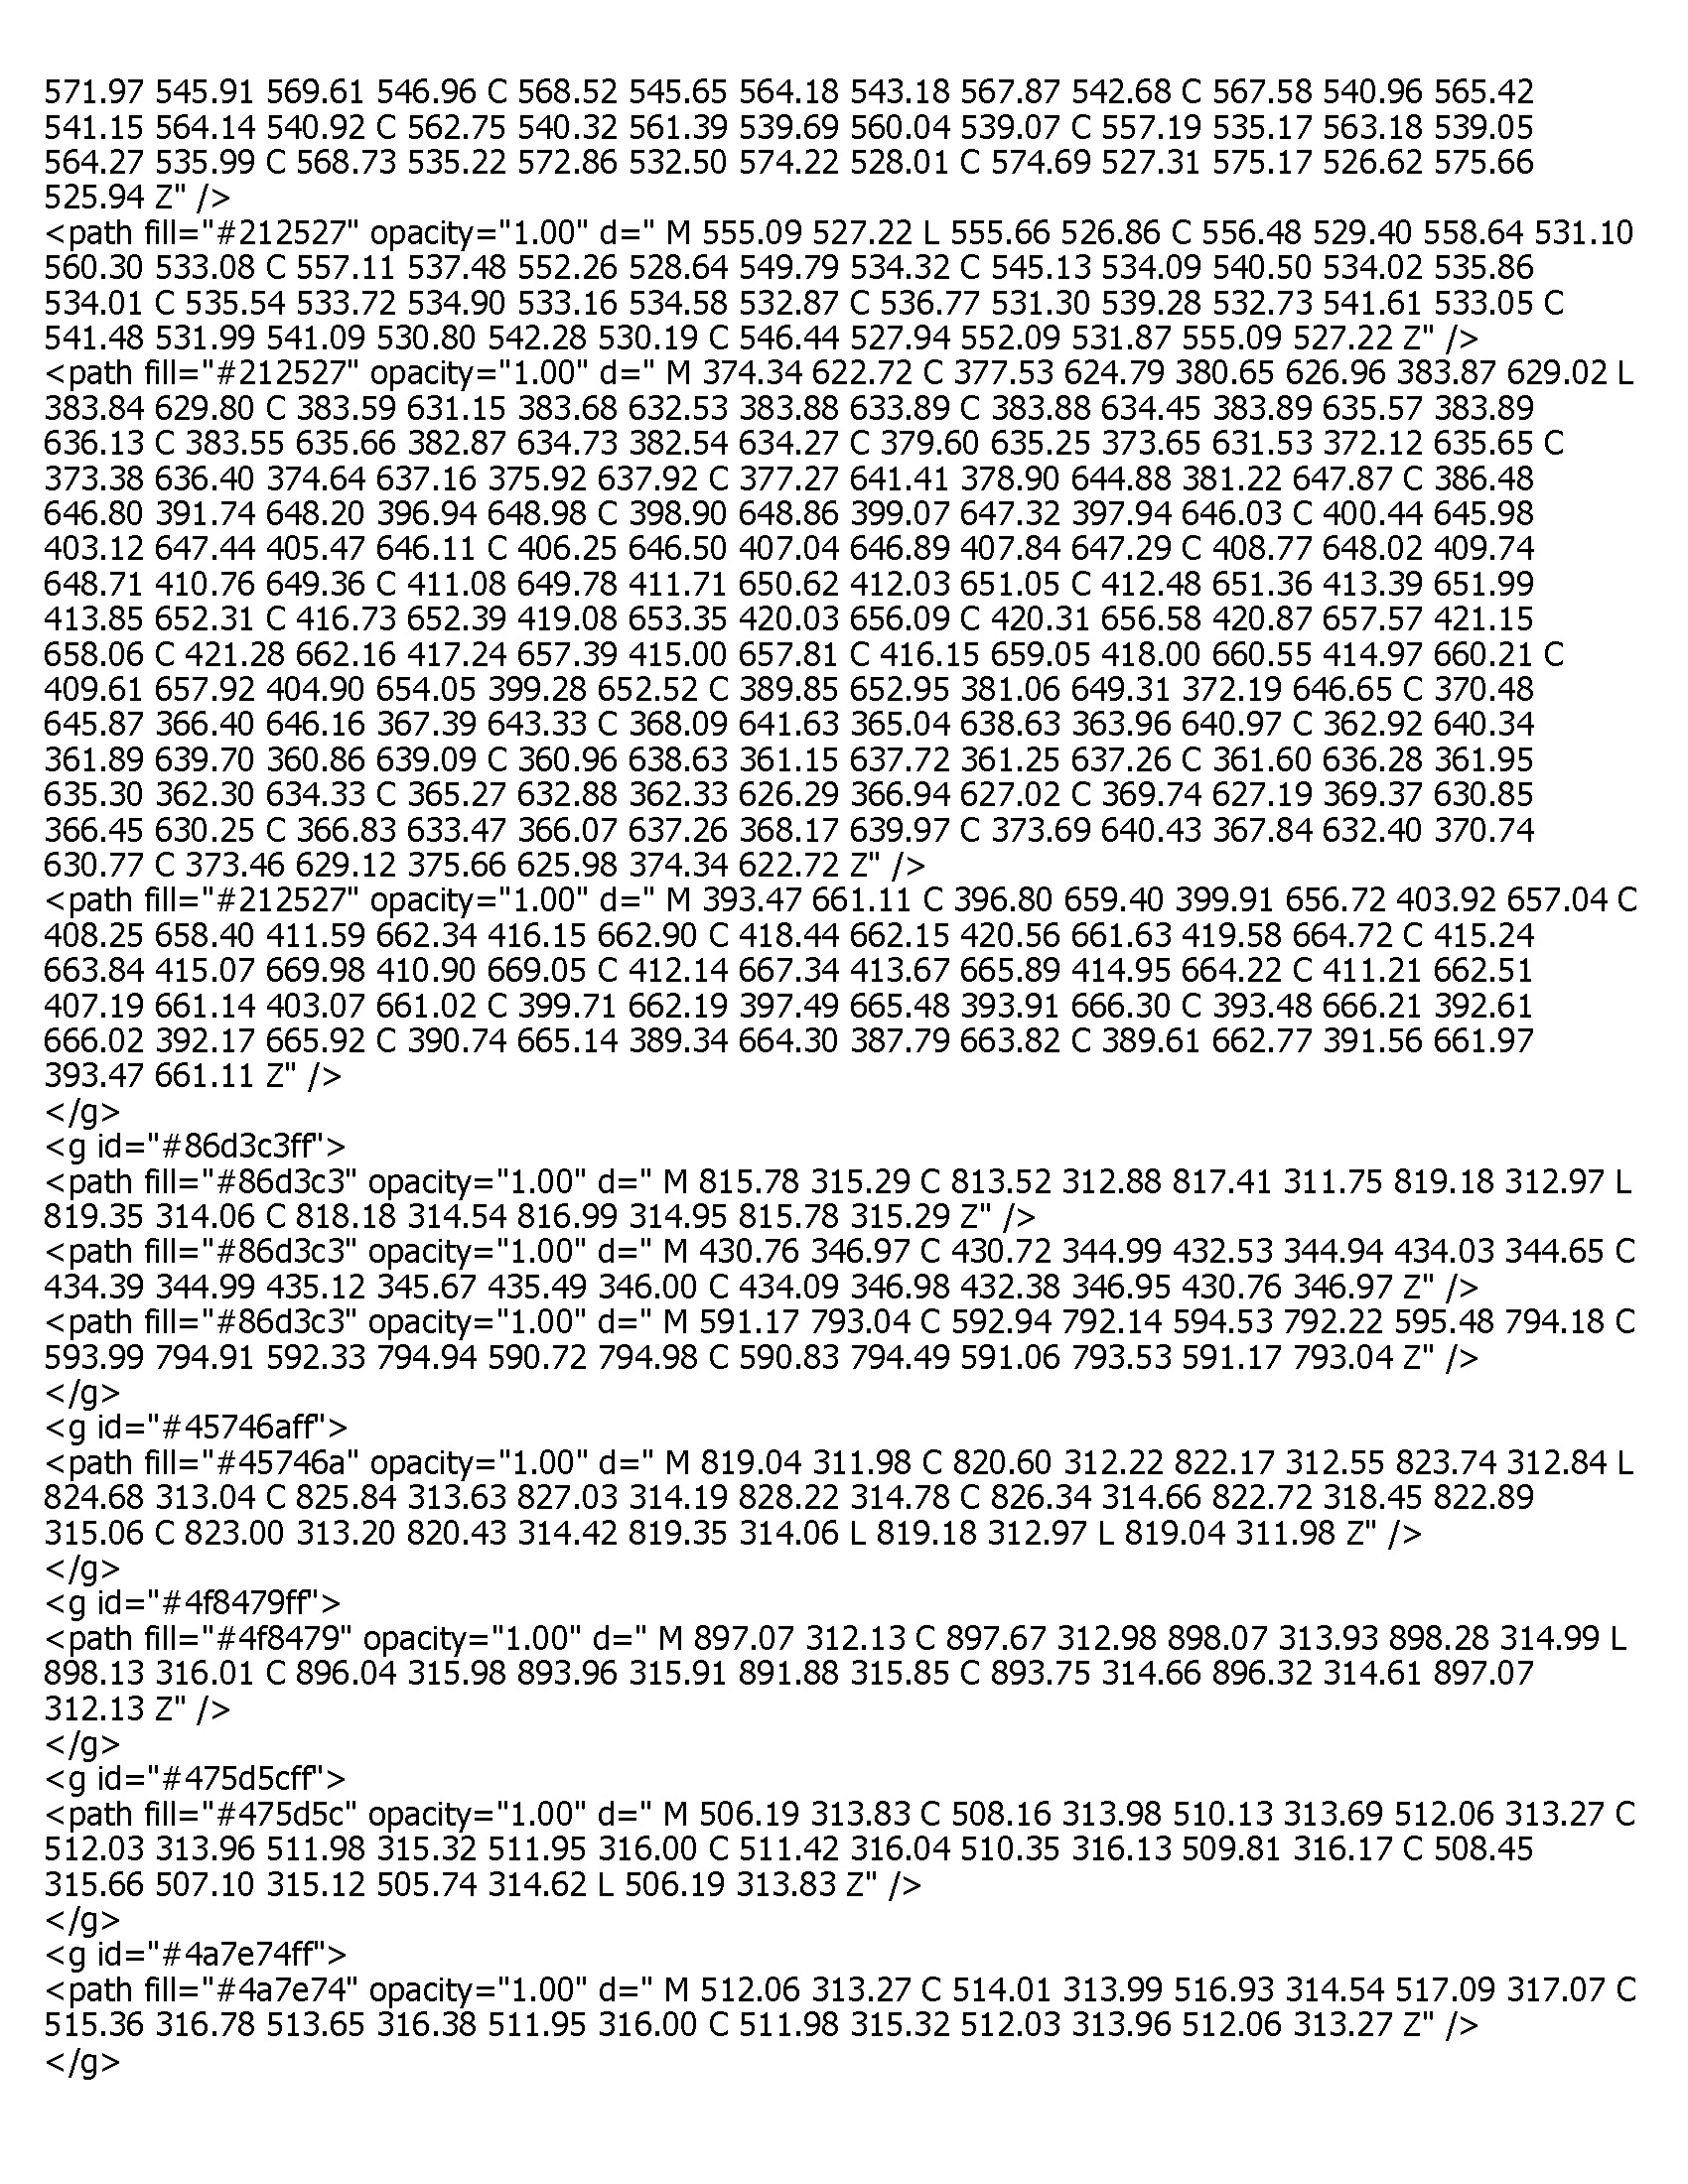 571.97 545.91 569.61 546.96 C 568.52 545.65 564.18 543.18 567.87 542.68 C 567.58 540.96 565.42
541.15 564.14 540.92 C 562.75 540.32 561.39 539.69 560.04 539.07 C 557.19 535.17 563.18 539.05
564.27 535.99 C 568.73 535.22 572.86 532.50 574.22 528.01 C 574.69 527.31 575.17 526.62 575.66
525.94 Z" />
<path fill="#212527" opacity="1.00" d=" M 555.09 527.22 L 555.66 526.86 C 556.48 529.40 558.64 531.10
560.30 533.08 C 557.11 537.48 552.26 528.64 549.79 534.32 C 545.13 534.09 540.50 534.02 535.86
534.01 C 535.54 533.72 534.90 533.16 534.58 532.87 C 536.77 531.30 539.28 532.73 541.61 533.05 C
541.48 531.99 541.09 530.80 542.28 530.19 C 546.44 527.94 552.09 531.87 555.09 527.22 Z" />
<path fill="#212527" opacity="1.00" d=" M 374.34 622.72 C 377.53 624.79 380.65 626.96 383.87 629.02 L
383.84 629.80 C 383.59 631.15 383.68 632.53 383.88 633.89 C 383.88 634.45 383.89 635.57 383.89
636.13 C 383.55 635.66 382.87 634.73 382.54 634.27 C 379.60 635.25 373.65 631.53 372.12 635.65 C
373.38 636.40 374.64 637.16 375.92 637.92 C 377.27 641.41 378.90 644.88 381.22 647.87 C 386.48
646.80 391.74 648.20 396.94 648.98 C 398.90 648.86 399.07 647.32 397.94 646.03 C 400.44 645.98
403.12 647.44 405.47 646.11 C 406.25 646.50 407.04 646.89 407.84 647.29 C 408.77 648.02 409.74
648.71 410.76 649.36 C 411.08 649.78 411.71 650.62 412.03 651.05 C 412.48 651.36 413.39 651.99
413.85 652.31 C 416.73 652.39 419.08 653.35 420.03 656.09 C 420.31 656.58 420.87 657.57 421.15
658.06 C 421.28 662.16 417.24 657.39 415.00 657.81 C 416.15 659.05 418.00 660.55 414.97 660.21 C
409.61 657.92 404.90 654.05 399.28 652.52 C 389.85 652.95 381.06 649.31 372.19 646.65 C 370.48
645.87 366.40 646.16 367.39 643.33 C 368.09 641.63 365.04 638.63 363.96 640.97 C 362.92 640.34
361.89 639.70 360.86 639.09 C 360.96 638.63 361.15 637.72 361.25 637.26 C 361.60 636.28 361.95
635.30 362.30 634.33 C 365.27 632.88 362.33 626.29 366.94 627.02 C 369.74 627.19 369.37 630.85
366.45 630.25 C 366.83 633.47 366.07 637.26 368.17 639.97 C 373.69 640.43 367.84 632.40 370.74
630.77 C 373.46 629.12 375.66 625.98 374.34 622.72 Z" />
<path fill="#212527" opacity="1.00" d=" M 393.47 661.11 C 396.80 659.40 399.91 656.72 403.92 657.04 C
408.25 658.40 411.59 662.34 416.15 662.90 C 418.44 662.15 420.56 661.63 419.58 664.72 C 415.24
663.84 415.07 669.98 410.90 669.05 C 412.14 667.34 413.67 665.89 414.95 664.22 C 411.21 662.51
407.19 661.14 403.07 661.02 C 399.71 662.19 397.49 665.48 393.91 666.30 C 393.48 666.21 392.61
666.02 392.17 665.92 C 390.74 665.14 389.34 664.30 387.79 663.82 C 389.61 662.77 391.56 661.97
393.47 661.11 Z" />
</g>
<g id="#86d3c3ff">
<path fill="#86d3c3" opacity="1.00" d=" M 815.78 315.29 C 813.52 312.88 817.41 311.75 819.18 312.97 L
819.35 314.06 C 818.18 314.54 816.99 314.95 815.78 315.29 Z" />
<path fill="#86d3c3" opacity="1.00" d=" M 430.76 346.97 C 430.72 344.99 432.53 344.94 434.03 344.65 C
434.39 344.99 435.12 345.67 435.49 346.00 C 434.09 346.98 432.38 346.95 430.76 346.97 Z" />
<path fill="#86d3c3" opacity="1.00" d=" M 591.17 793.04 C 592.94 792.14 594.53 792.22 595.48 794.18 C
593.99 794.91 592.33 794.94 590.72 794.98 C 590.83 794.49 591.06 793.53 591.17 793.04 Z" />
</g>
<g id="#45746aff">
<path fill="#45746a" opacity="1.00" d=" M 819.04 311.98 C 820.60 312.22 822.17 312.55 823.74 312.84 L
824.68 313.04 C 825.84 313.63 827.03 314.19 828.22 314.78 C 826.34 314.66 822.72 318.45 822.89
315.06 C 823.00 313.20 820.43 314.42 819.35 314.06 L 819.18 312.97 L 819.04 311.98 Z" />
</g>
<g id="#4f8479ff">
<path fill="#4f8479" opacity="1.00" d=" M 897.07 312.13 C 897.67 312.98 898.07 313.93 898.28 314.99 L
898.13 316.01 C 896.04 315.98 893.96 315.91 891.88 315.85 C 893.75 314.66 896.32 314.61 897.07
312.13 Z" />
</g>
<g id="#475d5cff">
<path fill="#475d5c" opacity="1.00" d=" M 506.19 313.83 C 508.16 313.98 510.13 313.69 512.06 313.27 C
512.03 313.96 511.98 315.32 511.95 316.00 C 511.42 316.04 510.35 316.13 509.81 316.17 C 508.45
315.66 507.10 315.12 505.74 314.62 L 506.19 313.83 Z" />
</g>
<g id="#4a7e74ff">
<path fill="#4a7e74" opacity="1.00" d=" M 512.06 313.27 C 514.01 313.99 516.93 314.54 517.09 317.07 C
515.36 316.78 513.65 316.38 511.95 316.00 C 511.98 315.32 512.03 313.96 512.06 313.27 Z" />
</g>